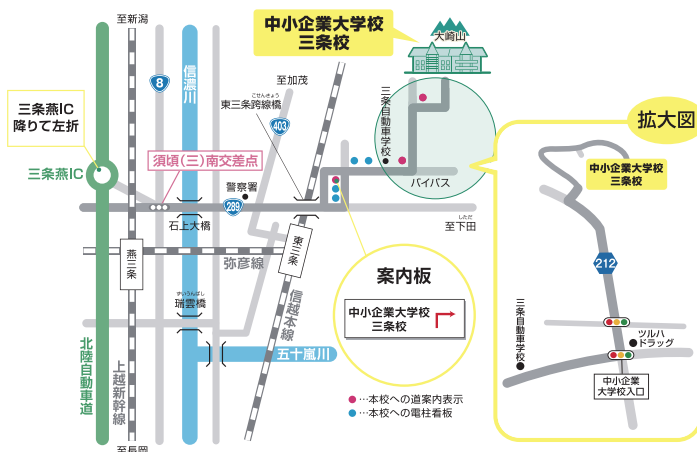 至新潟
8
信濃川
中小企業大学校
三条校
大崎山
至加茂
こせんきょう
東三条跨線橋
403
三条自動車学校
三条燕IC
降りて左折
三条燕IC
須頃(三)南交差点
警察署
289
石上大橋
バイパス
しただ
至下田
燕三条
弥彦線
東三条
ずいうんばし
瑞雲橋
信越本線
五十嵐川
北陸自動車道
上越新幹線
至長岡
案内板
中小企業大学校
三条校
●…本校への道案内表示
●…本校への電柱看板
拡大図
中小企業大学校
三条校
212
三条自動車学校
ツルハ
ドラッグ
中小企業
大学校入口